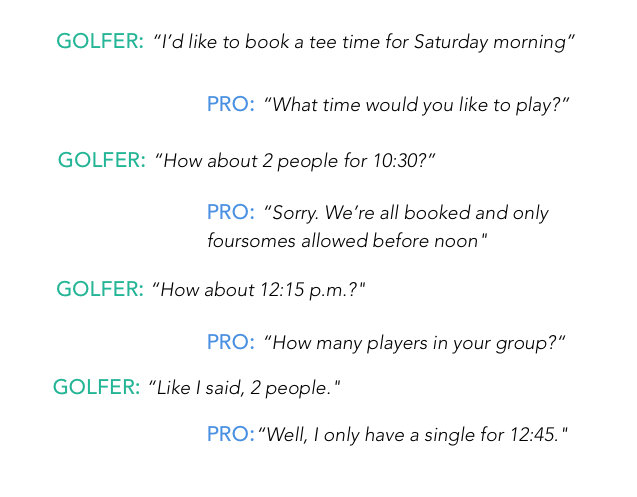 GOLFER: “I’d like to book a tee time for Saturday morning”
PRO: “What time would you like to play?”
GOLFER: “How about 2 people for 10:30?”
PRO: “Sorry. We’re all booked and only
foursomes allowed before noon"
GOLFER: “How about 12:15 p.m.?"
PRO: “How many players in your group?“
GOLFER: “Like I said, 2 people."
PRO:“Well, I only have a single for 12:45."